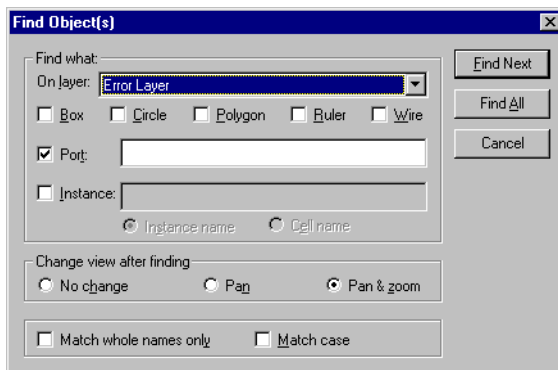 Find Object(s)
Find what:
On layer: Error Layer
Box Circle Polygon Ruler Wire
Port:
Instance:
Instance name Cell name
Change view after finding
No change Pan Pan & zoom
Match whole names only Match case
Find Next
Find All
Cancel